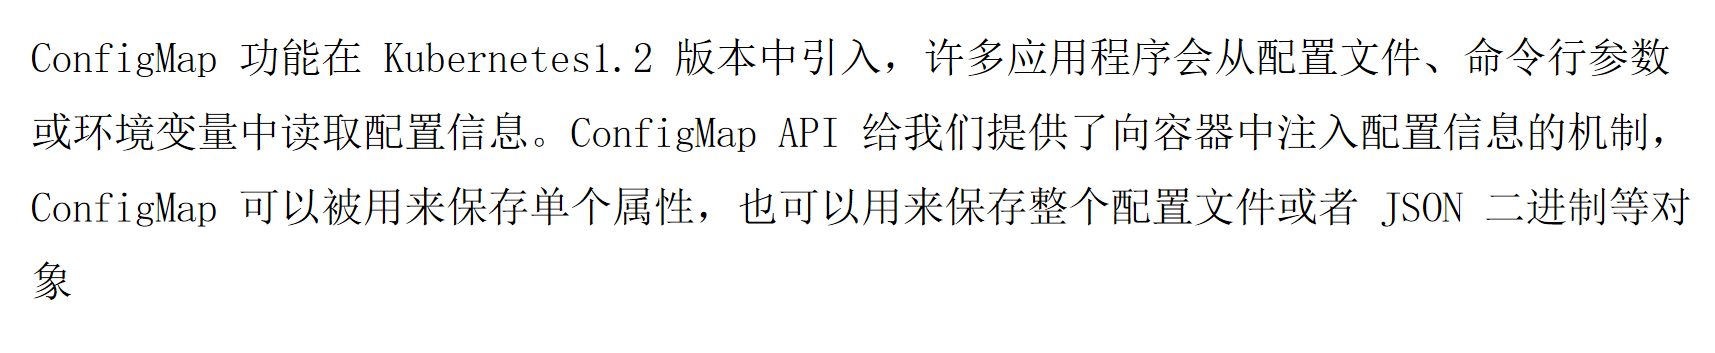 ConfigMap 功能在 Kubernetes1.2 版本中引入，许多应用程序会从配置文件、命令行参数
或环境变量中读取配置信息。ConfigMap API 给我们提供了向容器中注入配置信息的机制，
ConfigMap 可以被用来保存单个属性，也可以用来保存整个配置文件或者 JSON 二进制等对
象